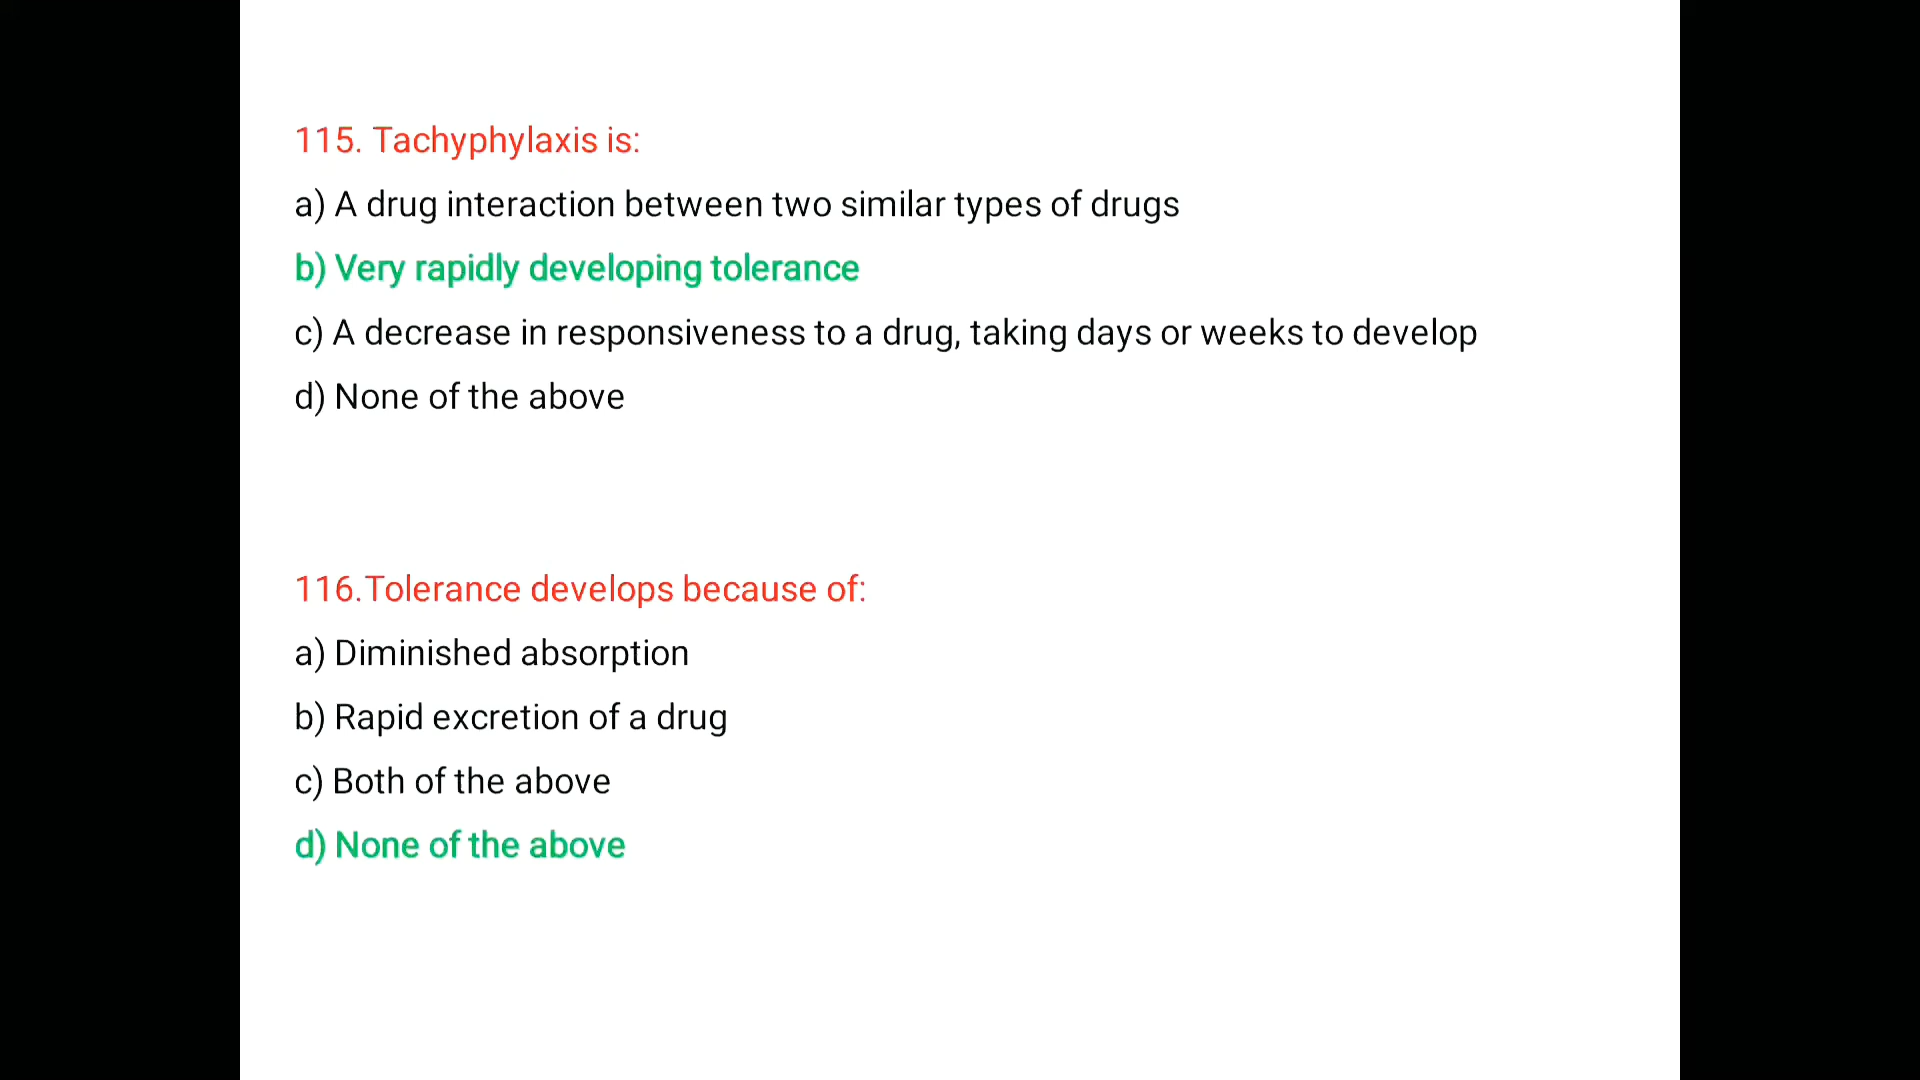 115. Tachyphylaxis is:
a) A drug interaction between two similar types of drugs
b) Very rapidly developing tolerance
c) A decrease in responsiveness to a drug, taking days or weeks to develop
d) None of the above
116.Tolerance develops because of:
a) Diminished absorption
b) Rapid excretion of a drug
c) Both of the above
d) None of the above